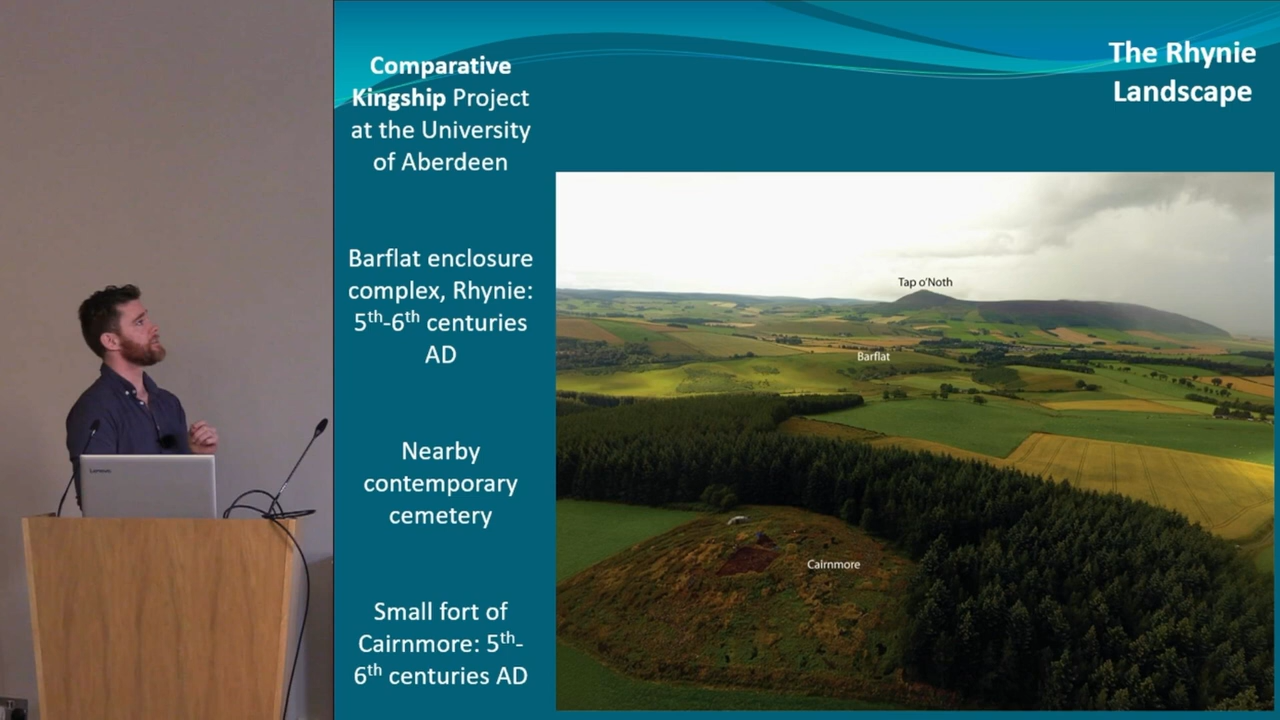 Comparative
Kingship Project
at the University
of Aberdeen
Barflat enclosure
complex, Rhynie:
5th-6th centuries
AD
Nearby
contemporary
cemetery
Small fort of
Cairnmore: 5th-
6th centuries AD
The Rhynie
Landscape
Tap o'Noth
Barflat
Cairnmore
Lenovo